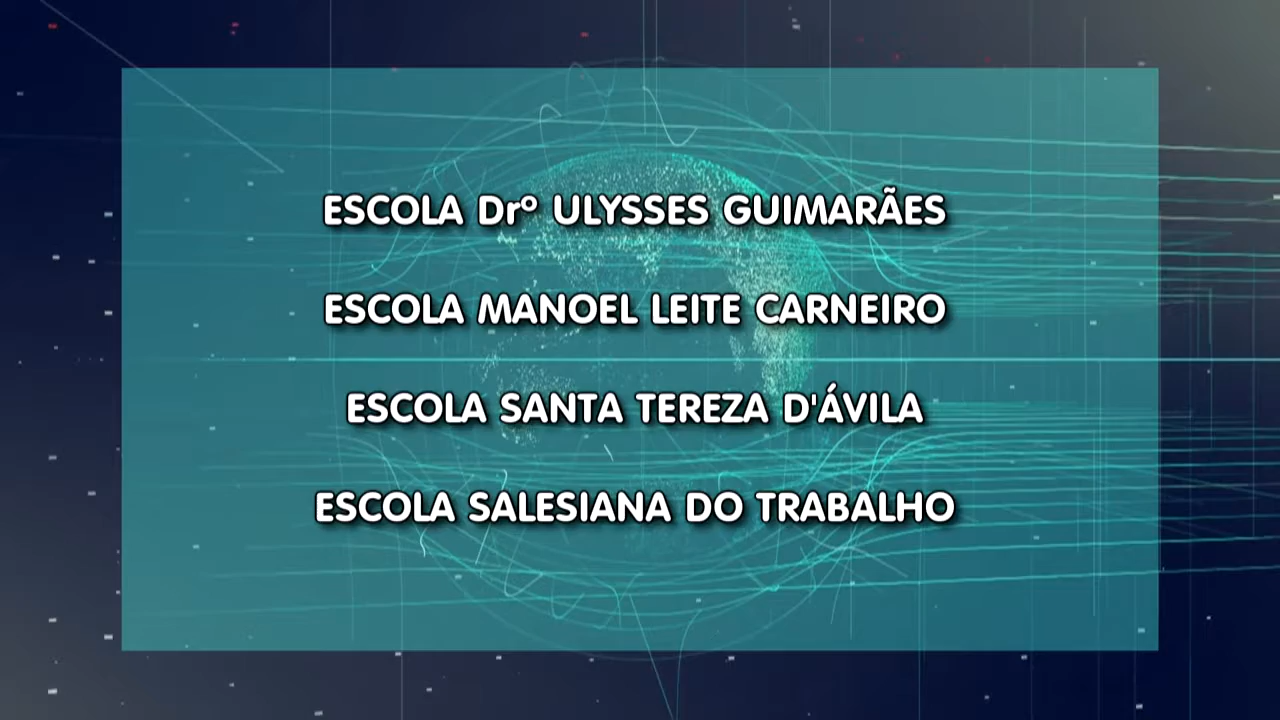 ESCOLA Drº ULYSSES GUIMARÃES
ESCOLA MANOEL LEITE CARNEIRO
ESCOLA SANTA TEREZA D'ÁVILA
ESCOLA SALESIANA DO TRABALHO